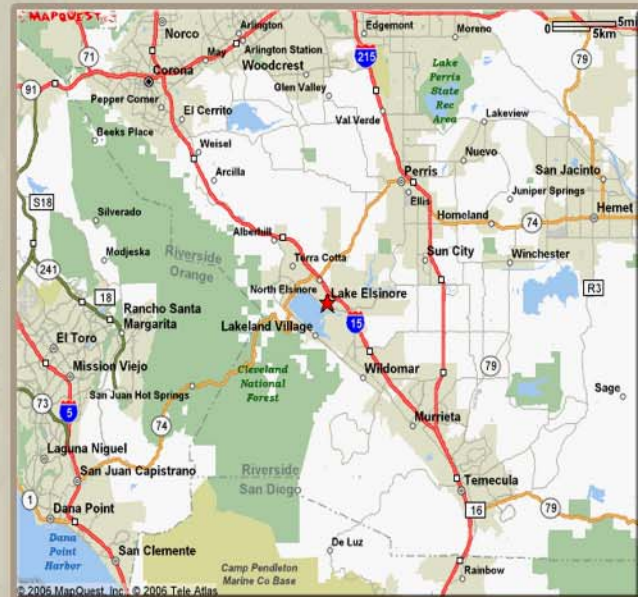 MAPQUEST
Norco
Arlington
Edgemont
Moreno
0 5mi
5km
71
May
Arlington Station
215
79
Corona
Woodcrest
Lake
Perris
State
Rec
Area
91
Glen Valley
Pepper Corner
El Cerrito
Val Verde
Lakeview
Beeks Place
Weisel
Nuevo
San Jacinto
Arcilla
Perris
S18
Ellis
Juniper Springs
Silverado
Homeland
74
Hemet
Alberhill
Modjeska
Riverside
Orange
Terra Cotta
Sun City
Winchester
241
18
North Elsinore
Lake Elsinore
R3
Rancho Santa
Margarita
Lakeland Village
15
El Toro
Cleveland
National
Forest
Wildomar
79
Mission Viejo
San Juan Hot Springs
Sage
73
5
74
Murrieta
Laguna Niguel
Riverside
San Diego
Temecula
San Juan Capistrano
1
16
79
Dana Point
Dana
Point
Harbor
De Luz
San Clemente
Camp Pendleton
Marine Co Base
Rainbow
© 2006 MapQuest, Inc.; © 2006 Tele Atlas